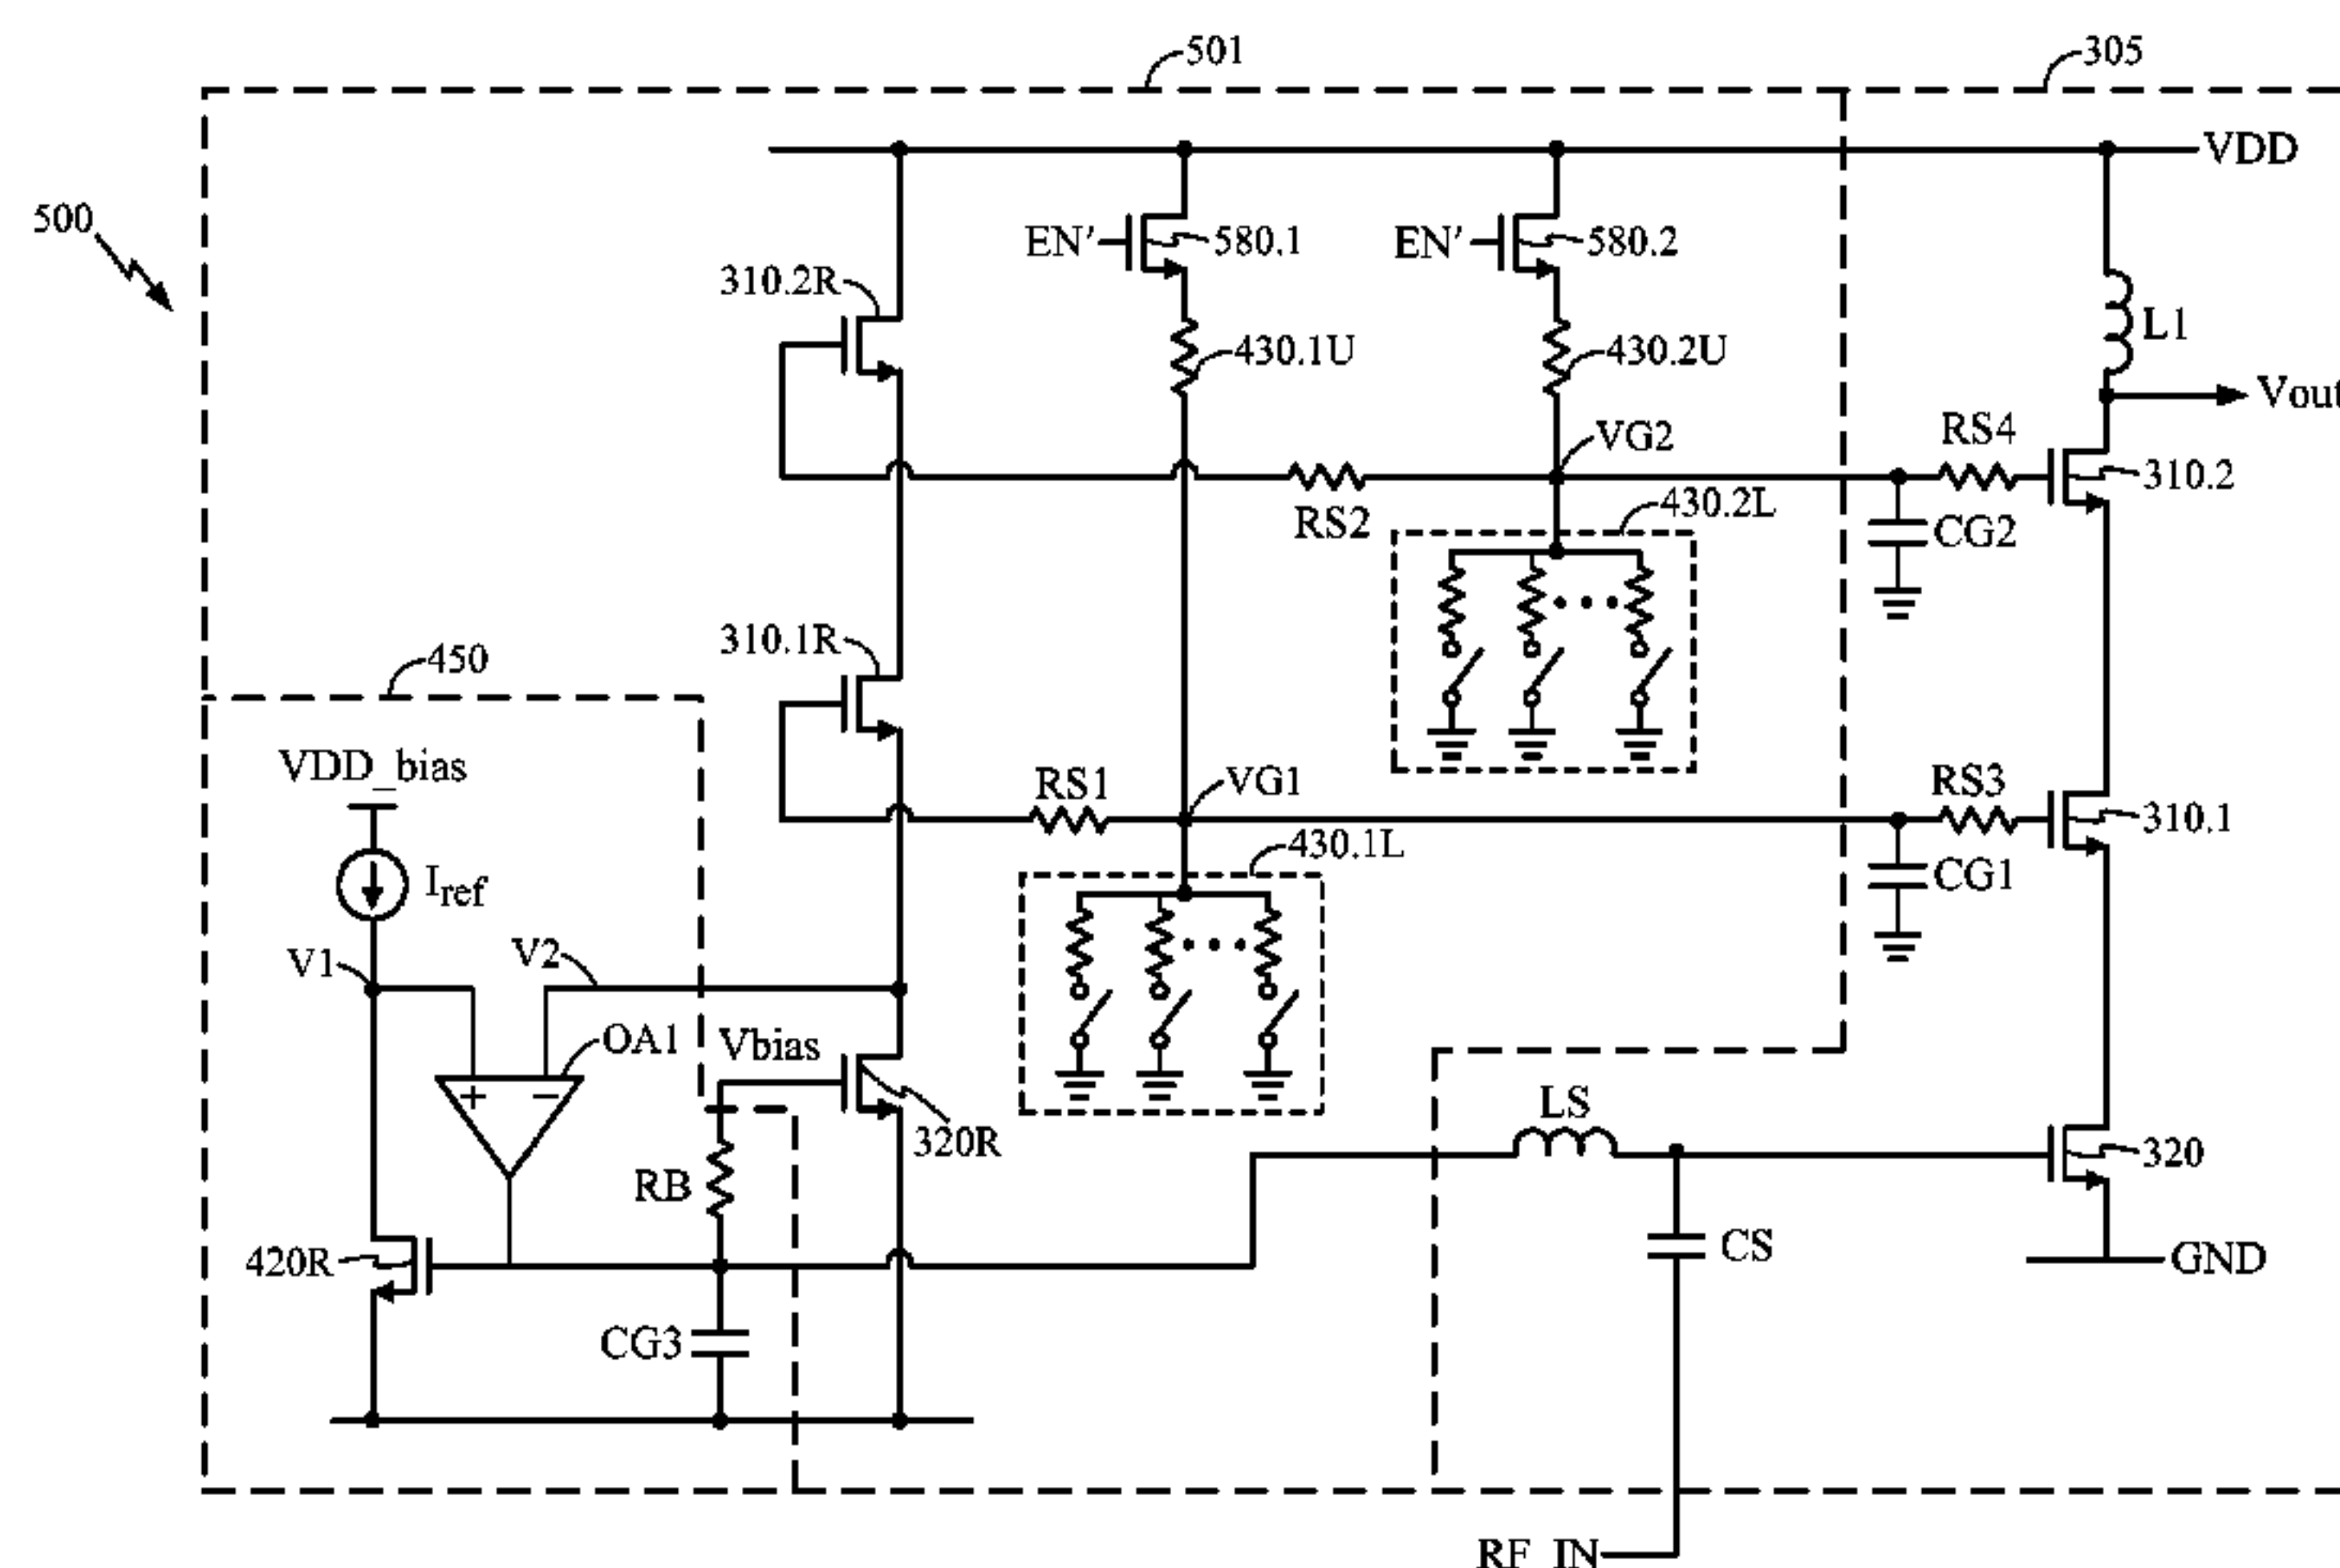 501
305
VDD
500
EN'
580.1
EN'
580.2
310.2R
430.1U
430.2U
L1
Vout
VG2
RS4
310.2
RS2
430.2L
CG2
310.1R
450
VDD_bias
RS1
VG1
RS3
310.1
430.1L
CG1
Iref
V1
V2
OA1
Vbias
+
−
LS
320R
320
RB
CS
420R
GND
CG3
RF_IN